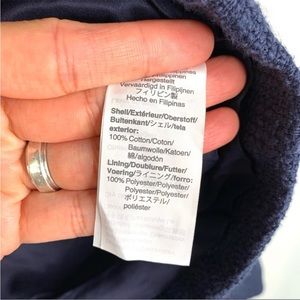 Vervaardigd in Filipijnen
フィリピン製
Hecho en Filipinas
Shell/Extérieur/Oberstoff/
Buitenkant/シェル/tela
exterior:
100% Cotton/Coton/
Baumwolle/Katoen/
綿/algodón
Lining/Doublure/Futter/
Voering/ライニング/forro:
100% Polyester/Polyester/
Polyester/Polyester/
ポリエステル/
poliéster